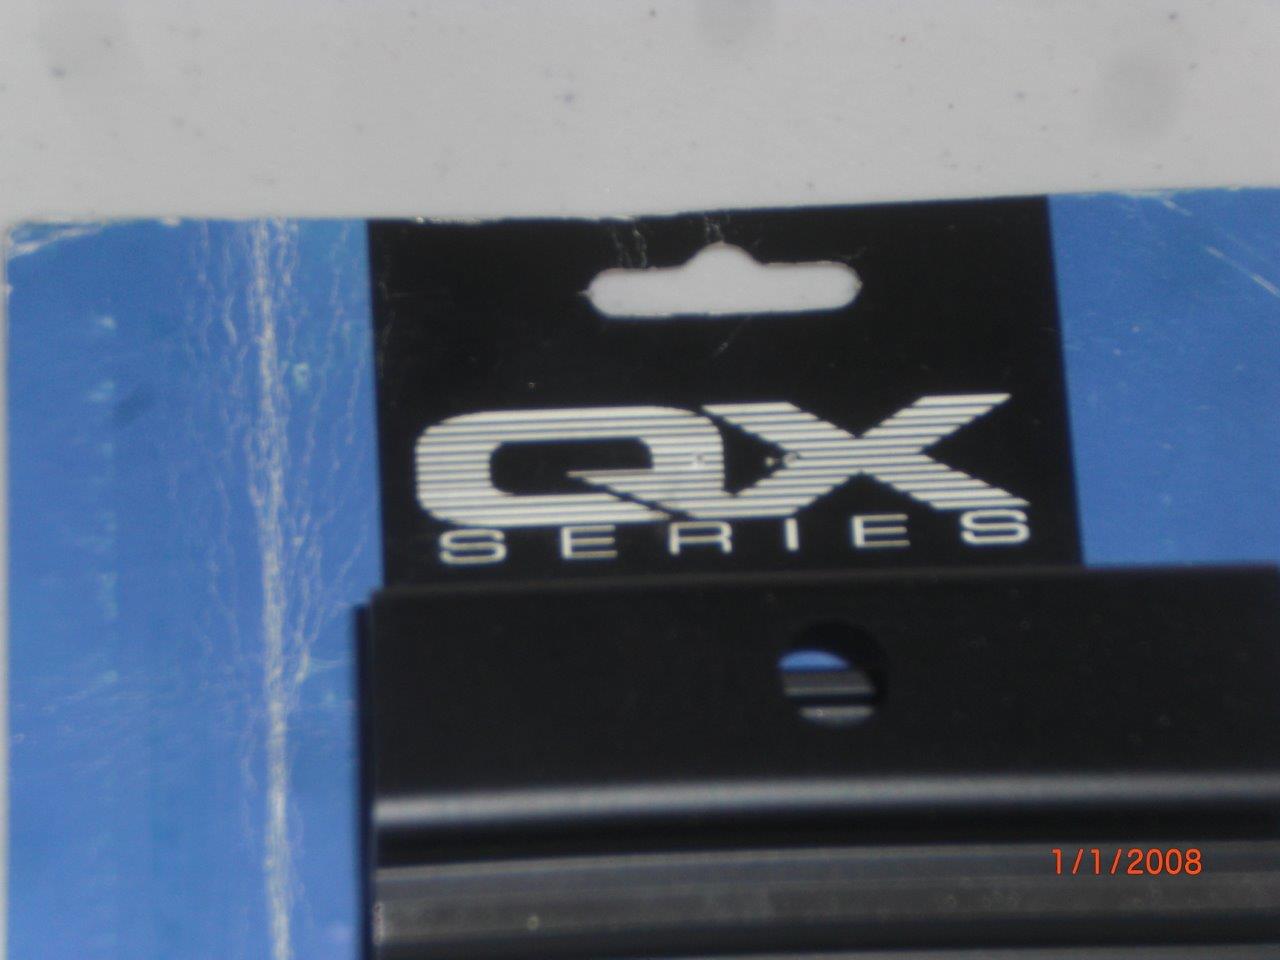 QX
SERIES
1/1/2008